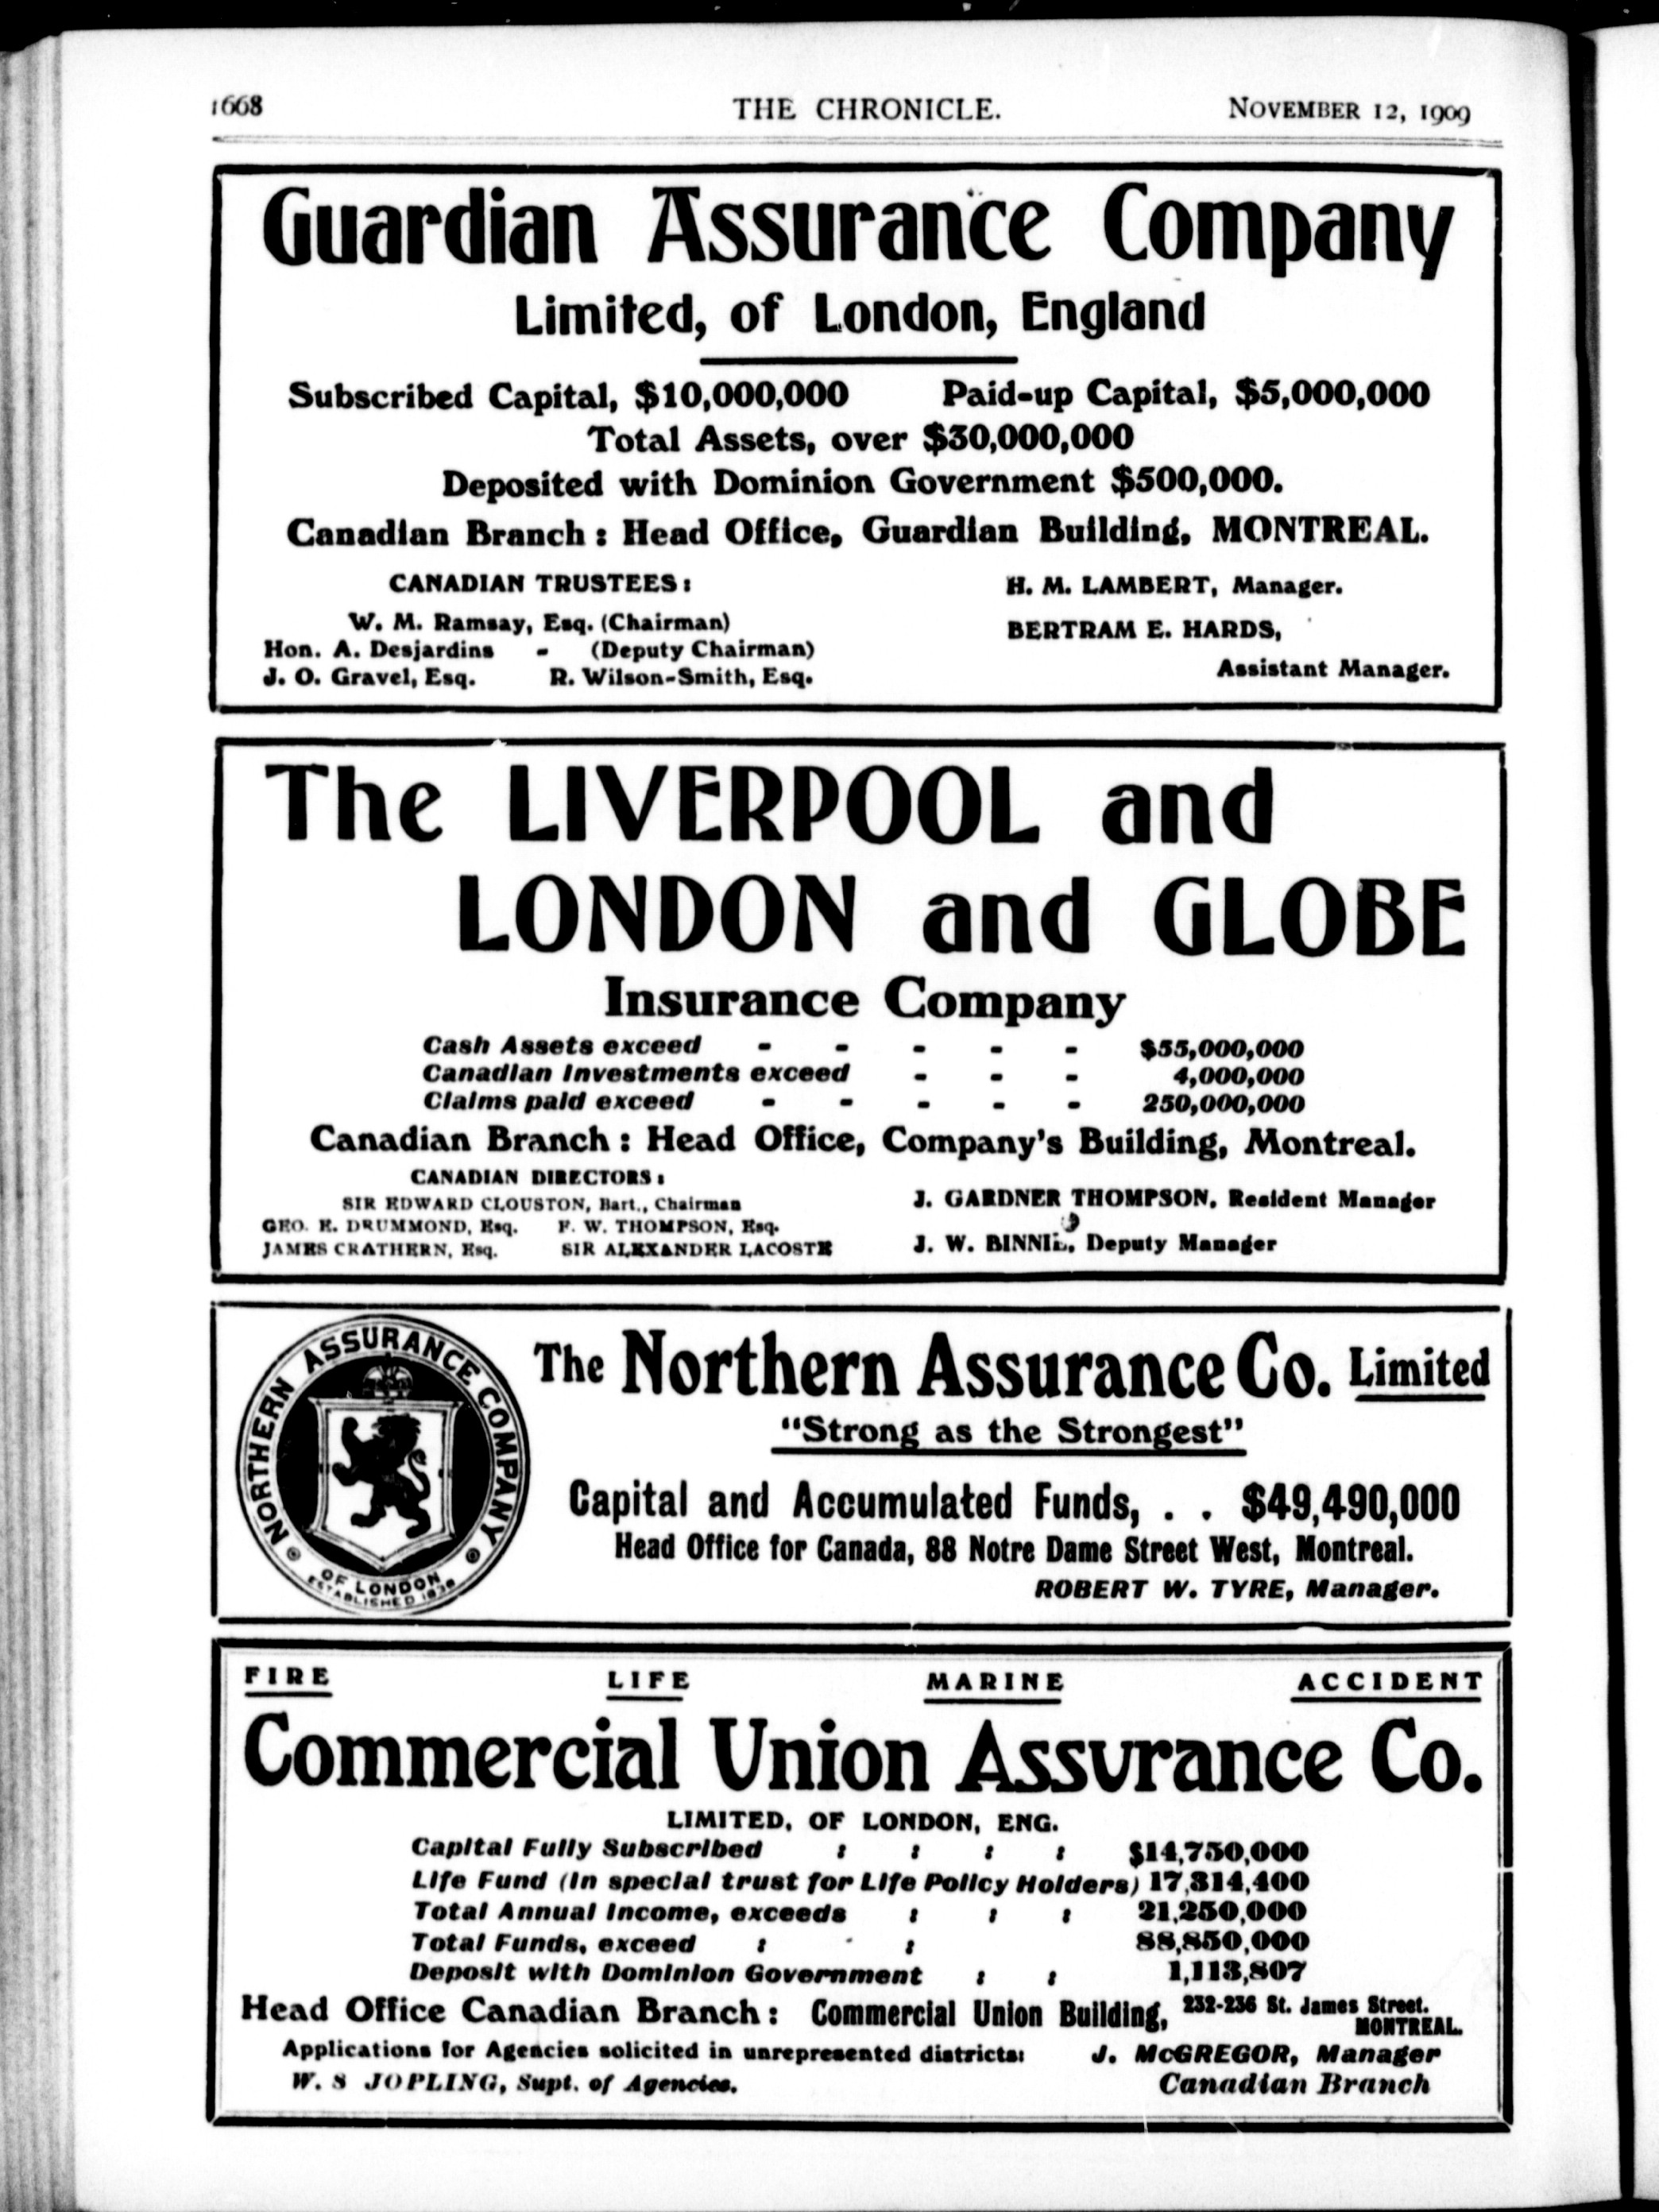 1668 THE CHRONICLE. NOVEMBER 12, 1909
Guardian Assurance Company
Limited, of London, England
Subscribed Capital, $10,000,000 Paid-up Capital, $5,000,000
Total Assets, over $30,000,000
Deposited with Dominion Government $500,000.
Canadian Branch : Head Office, Guardian Building, MONTREAL.
CANADIAN TRUSTEES :
W. M. Ramsay, Esq. (Chairman)
Hon. A. Desjardins - (Deputy Chairman)
J. O. Gravel, Esq. R. Wilson-Smith, Esq.
H. M. LAMBERT, Manager.
BERTRAM E. HARDS,
Assistant Manager.
The LIVERPOOL and
LONDON and GLOBE
Insurance Company
Cash Assets exceed - - - - - $55,000,000
Canadian Investments exceed - - - 4,000,000
Claims paid exceed - - - - - 250,000,000
Canadian Branch : Head Office, Company's Building, Montreal.
CANADIAN DIRECTORS :
SIR EDWARD CLOUSTON, Bart., Chairman
GEO. E. DRUMMOND, Esq. F. W. THOMPSON, Esq.
JAMES CRATHERN, Esq. SIR ALEXANDER LACOSTE
J. GARDNER THOMPSON, Resident Manager
J. W. BINNIE, Deputy Manager
NORTHERN ASSURANCE COMPANY
OF LONDON
ESTABLISHED 1836
The Northern Assurance Co. Limited
"Strong as the Strongest"
Capital and Accumulated Funds, . . $49,490,000
Head Office for Canada, 88 Notre Dame Street West, Montreal.
ROBERT W. TYRE, Manager.
FIRE LIFE MARINE ACCIDENT
Commercial Union Assurance Co.
LIMITED, OF LONDON, ENG.
Capital Fully Subscribed : : : : $14,750,000
Life Fund (In special trust for Life Policy Holders) 17,314,400
Total Annual Income, exceeds : : : 21,250,000
Total Funds, exceed : : 88,850,000
Deposit with Dominion Government : : 1,113,807
Head Office Canadian Branch : Commercial Union Building, 232-236 St. James Street.
MONTREAL.
Applications for Agencies solicited in unrepresented districts:
W. S JOPLING, Supt. of Agencies.
J. McGREGOR, Manager
Canadian Branch